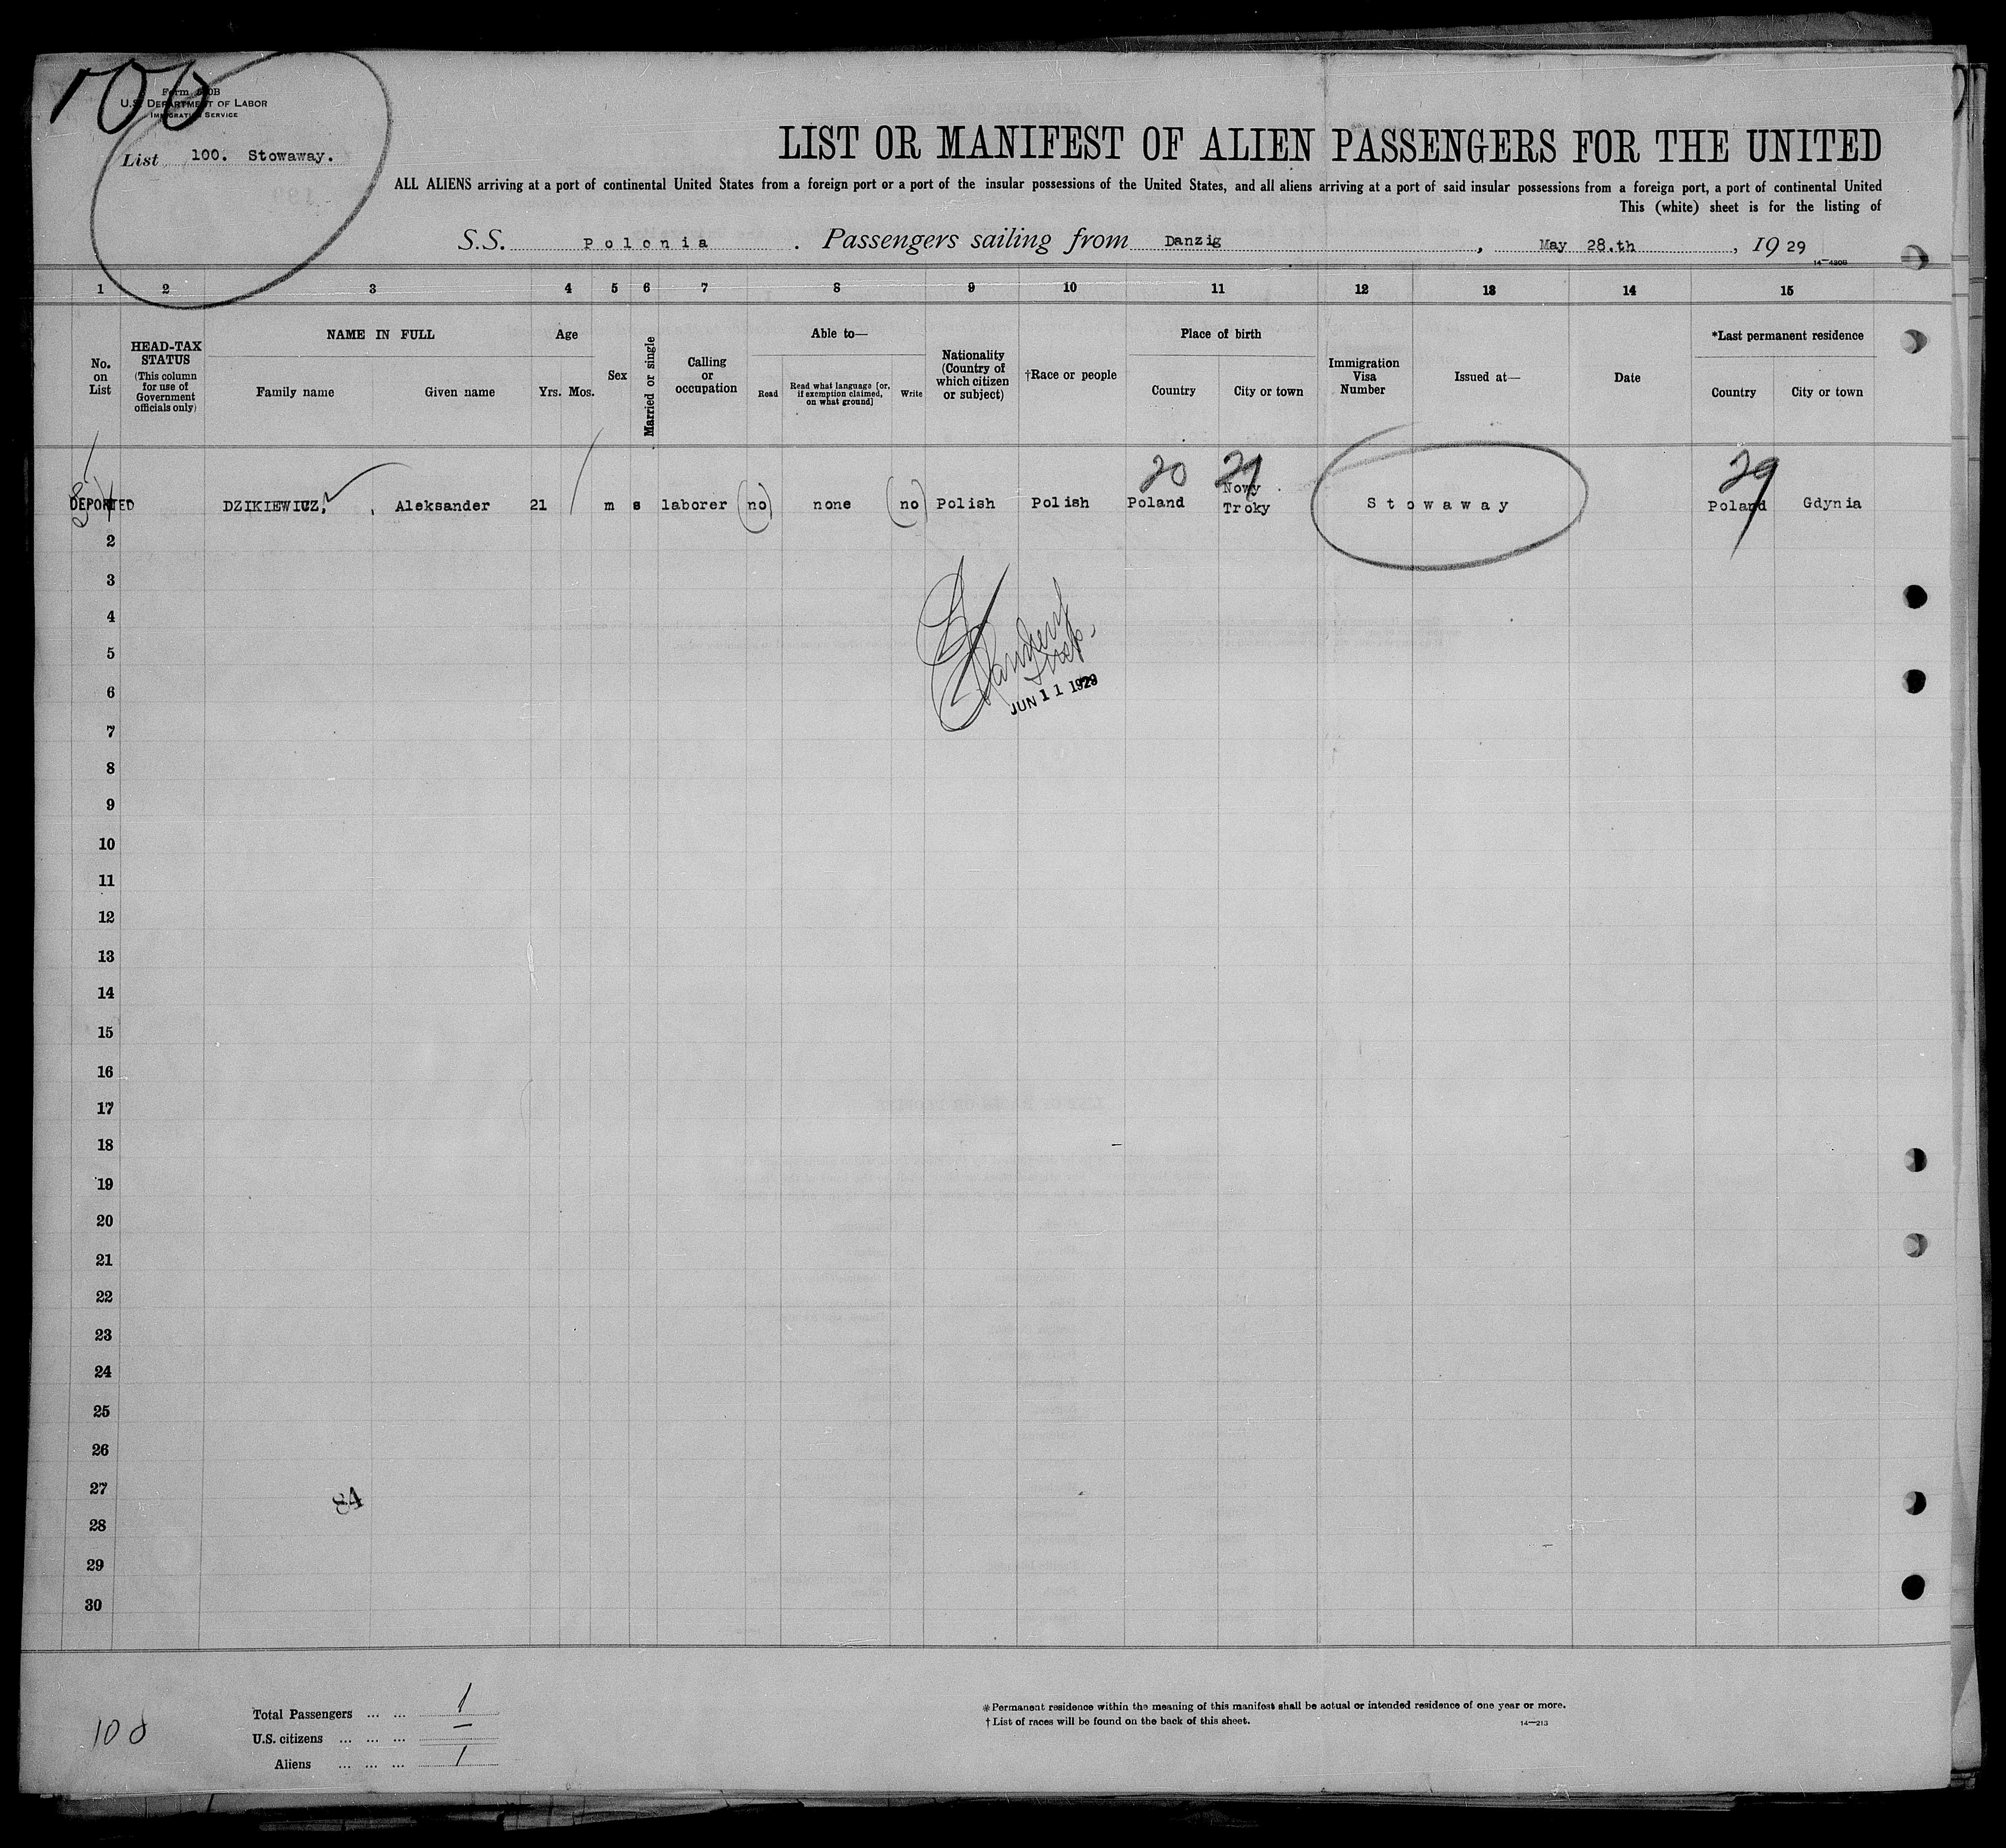 100
Form 500B
U.S. DEPARTMENT OF LABOR
IMMIGRATION SERVICE
List 100. Stowaway.
LIST OR MANIFEST OF ALIEN PASSENGERS FOR THE UNITED
ALL ALIENS arriving at a port of continental United States from a foreign port or a port of the insular possessions of the United States, and all aliens arriving at a port of said insular possessions from a foreign port, a port of continental United
This (white) sheet is for the listing of
S.S. Polonia. Passengers sailing from Danzig, May 28.th, 1929
14—4808
1 2 3 4 5 6 7 8 9 10 11 12 13 14 15
No. on List
HEAD-TAX STATUS (This column for use of Government officials only)
NAME IN FULL
Family name Given name
Age
Yrs. Mos.
Sex
Married or single
Calling or occupation
Able to—
Read Read what language [or, if exemption claimed, on what ground] Write
Nationality (Country of which citizen or subject)
†Race or people
Place of birth
Country City or town
Immigration Visa Number
Issued at—
Date
*Last permanent residence
Country City or town
20 29
DEPORTED DZIKIEWICZ, Aleksander 21 m s laborer (no) none (no) Polish Polish Poland Nowy Troky Stowaway Poland Gdynia
2
3
4
5
Insp.
6
JUN 11 1929
7
8
9
10
11
12
13
14
15
16
17
18
19
20
21
22
23
24
25
26
27
84
28
29
30
108
Total Passengers ... ... 1
U.S. citizens ... ... ... —
Aliens ... ... ... 1
*Permanent residence within the meaning of this manifest shall be actual or intended residence of one year or more.
†List of races will be found on the back of this sheet.
14—213